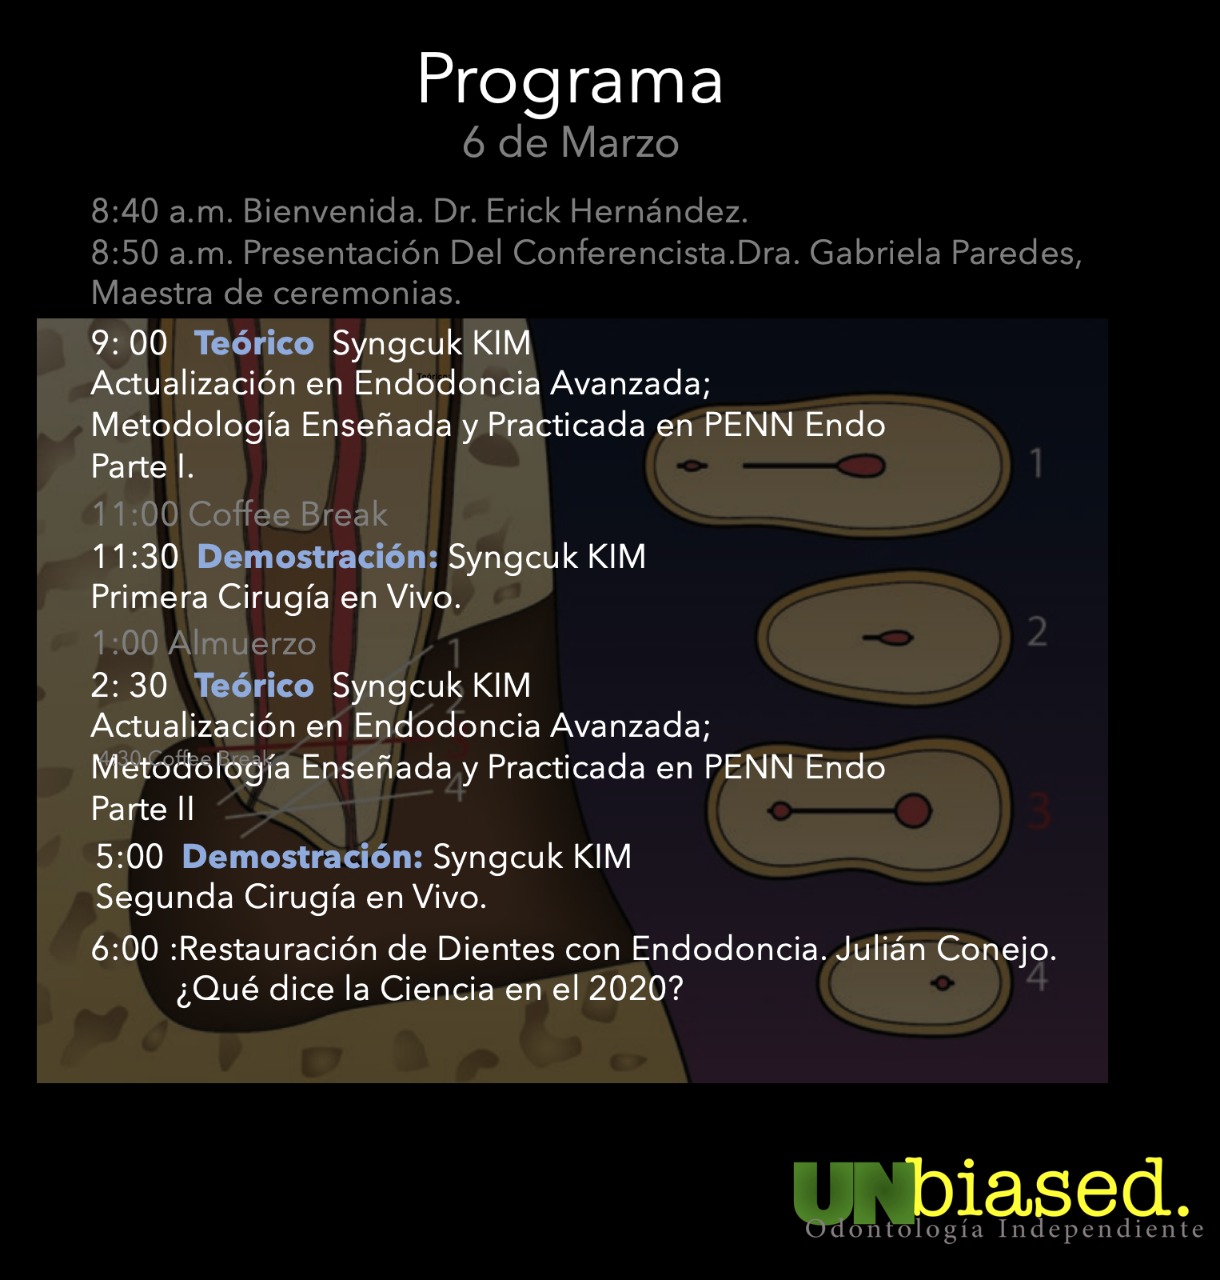 Programa
6 de Marzo
8:40 a.m. Bienvenida. Dr. Erick Hernández.
8:50 a.m. Presentación Del Conferencista.Dra. Gabriela Paredes,
Maestra de ceremonias.
9: 00 Teórico Syngcuk KIM
Teórico
Actualización en Endodoncia Avanzada;
Metodología Enseñada y Practicada en PENN Endo
Parte I.
1
11:00 Coffee Break
11:30 Demostración: Syngcuk KIM
Primera Cirugía en Vivo.
2
1:00 Almuerzo
1
2: 30 Teórico Syngcuk KIM
2
Actualización en Endodoncia Avanzada;
3
4:30 Coffee Break
Metodología Enseñada y Practicada en PENN Endo
4
Parte II
3
5:00 Demostración: Syngcuk KIM
Segunda Cirugía en Vivo.
6:00 :Restauración de Dientes con Endodoncia. Julián Conejo.
4
¿Qué dice la Ciencia en el 2020?
UNbiased.
Odontología Independiente